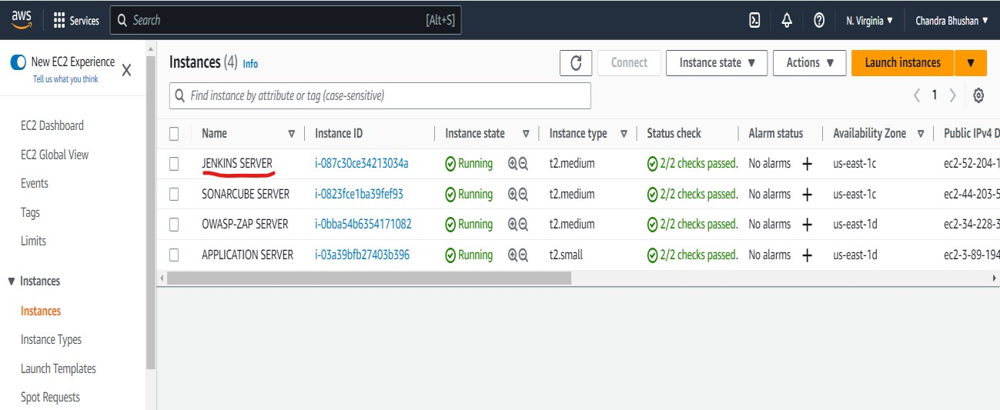 aws Services Search [Alt+S] N. Virginia ▼ Chandra Bhushan ▼
New EC2 Experience
Tell us what you think
EC2 Dashboard
EC2 Global View
Events
Tags
Limits
▼ Instances
Instances
Instance Types
Launch Templates
Spot Requests
Instances (4) Info Connect Instance state ▼ Actions ▼ Launch instances ▼
Find instance by attribute or tag (case-sensitive) < 1 >
Name Instance ID Instance state Instance type Status check Alarm status Availability Zone Public IPv4 D
JENKINS SERVER i-087c30ce34213034a Running t2.medium 2/2 checks passed. No alarms + us-east-1c ec2-52-204-1
SONARCUBE SERVER i-0823fce1ba39fef93 Running t2.medium 2/2 checks passed. No alarms + us-east-1c ec2-44-203-5
OWASP-ZAP SERVER i-0bba54b6354171082 Running t2.medium 2/2 checks passed. No alarms + us-east-1d ec2-34-228-3
APPLICATION SERVER i-03a39bfb27403b396 Running t2.small 2/2 checks passed. No alarms + us-east-1d ec2-3-89-194